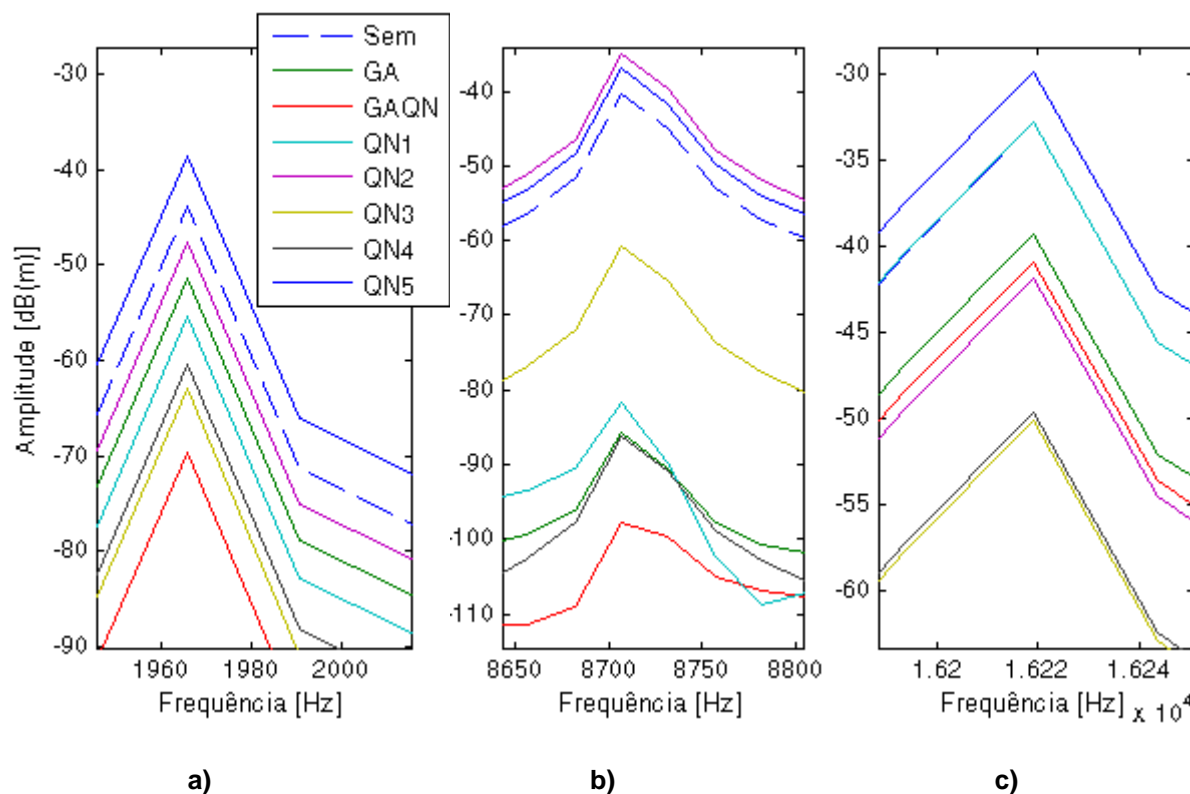 Sem
GA
GAQN
QN1
QN2
QN3
QN4
QN5
Amplitude [dB(m)]
-30
-40
-50
-60
-70
-80
-90
1960 1980 2000
Frequência [Hz]
a)
-40
-50
-60
-70
-80
-90
-100
-110
8650 8700 8750 8800
Frequência [Hz]
b)
-30
-35
-40
-45
-50
-55
-60
1.62 1.622 1.624
Frequência [Hz] x 10⁴
c)